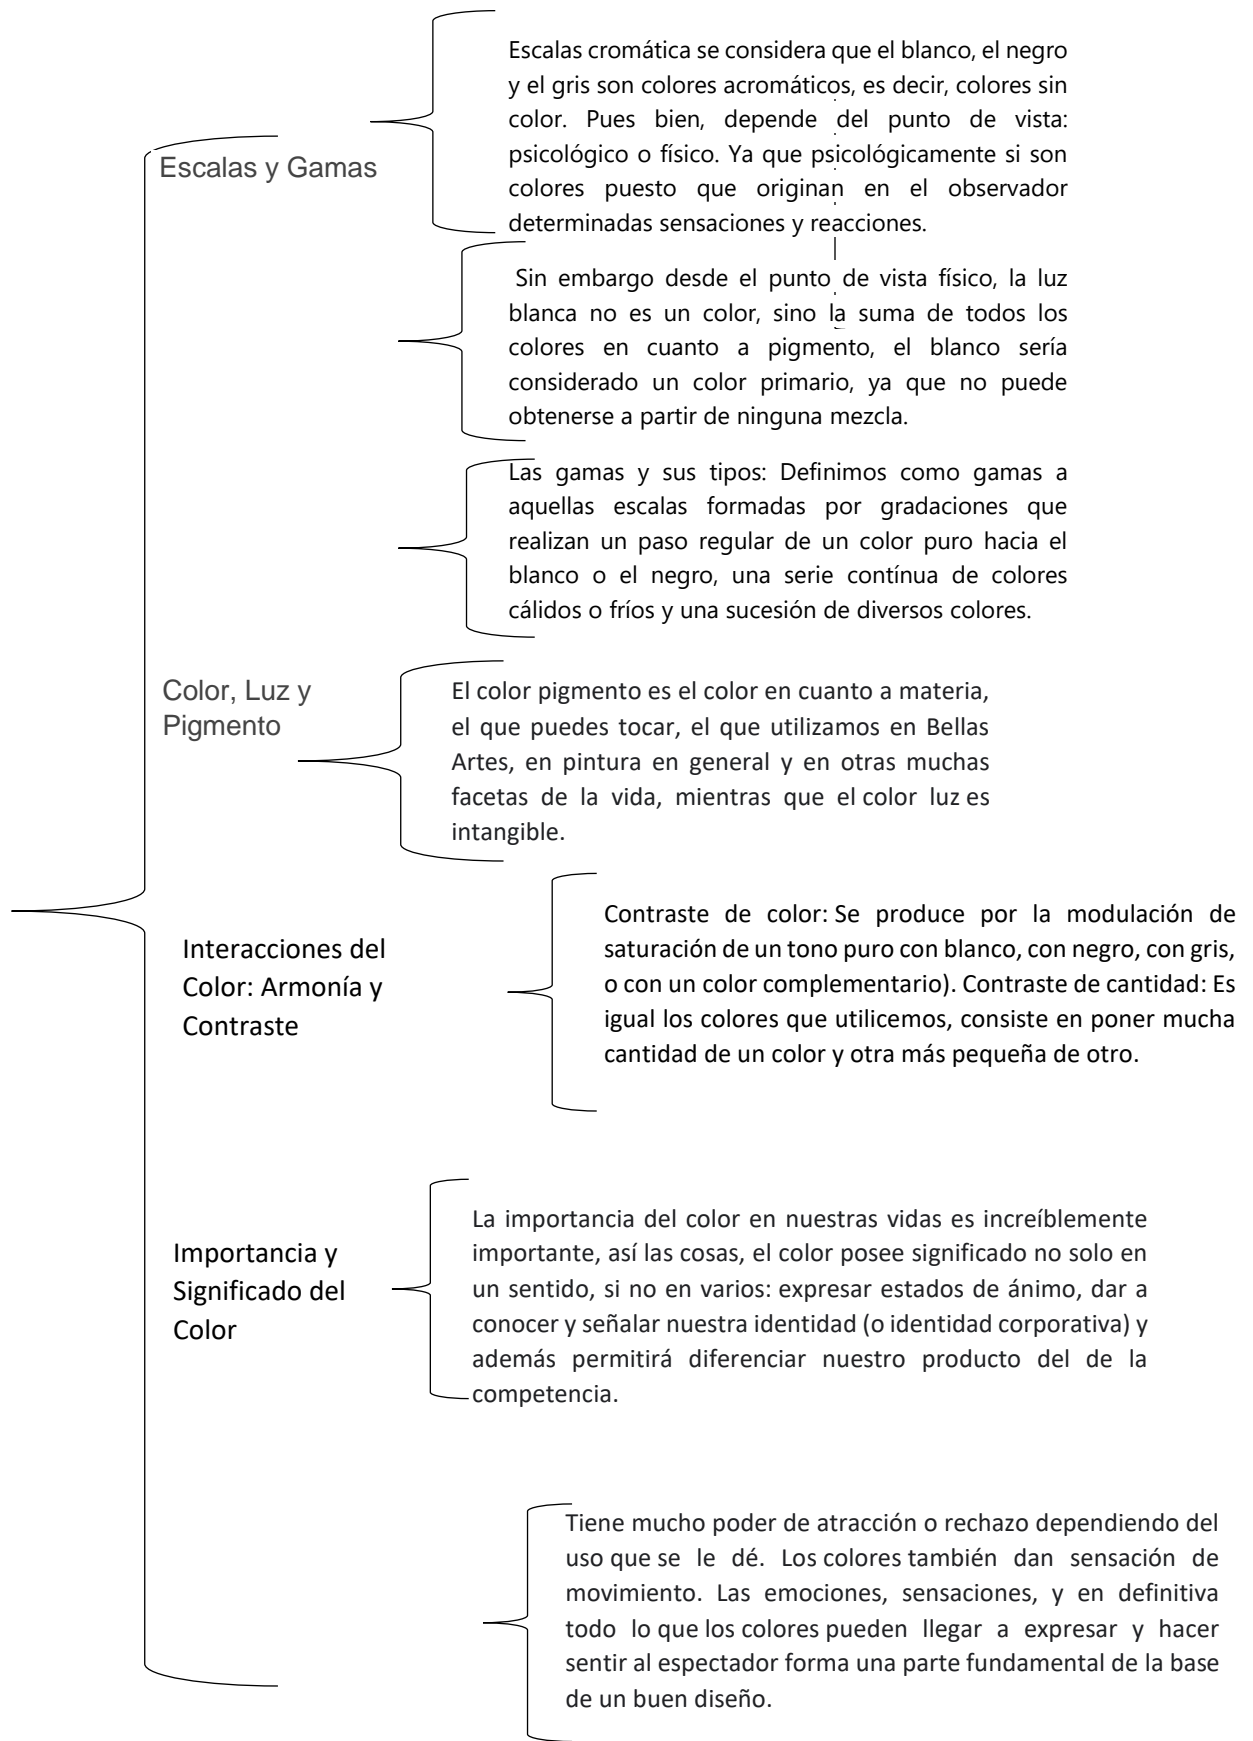 Escalas y Gamas
Escalas cromática se considera que el blanco, el negro
y el gris son colores acromáticos, es decir, colores sin
color. Pues bien, depende del punto de vista:
psicológico o físico. Ya que psicológicamente si son
colores puesto que originan en el observador
determinadas sensaciones y reacciones.
Sin embargo desde el punto de vista físico, la luz
blanca no es un color, sino la suma de todos los
colores en cuanto a pigmento, el blanco sería
considerado un color primario, ya que no puede
obtenerse a partir de ninguna mezcla.
Las gamas y sus tipos: Definimos como gamas a
aquellas escalas formadas por gradaciones que
realizan un paso regular de un color puro hacia el
blanco o el negro, una serie contínua de colores
cálidos o fríos y una sucesión de diversos colores.
Color, Luz y
Pigmento
El color pigmento es el color en cuanto a materia,
el que puedes tocar, el que utilizamos en Bellas
Artes, en pintura en general y en otras muchas
facetas de la vida, mientras que el color luz es
intangible.
Interacciones del
Color: Armonía y
Contraste
Contraste de color: Se produce por la modulación de
saturación de un tono puro con blanco, con negro, con gris,
o con un color complementario). Contraste de cantidad: Es
igual los colores que utilicemos, consiste en poner mucha
cantidad de un color y otra más pequeña de otro.
Importancia y
Significado del
Color
La importancia del color en nuestras vidas es increíblemente
importante, así las cosas, el color posee significado no solo en
un sentido, si no en varios: expresar estados de ánimo, dar a
conocer y señalar nuestra identidad (o identidad corporativa) y
además permitirá diferenciar nuestro producto del de la
competencia.
Tiene mucho poder de atracción o rechazo dependiendo del
uso que se le dé. Los colores también dan sensación de
movimiento. Las emociones, sensaciones, y en definitiva
todo lo que los colores pueden llegar a expresar y hacer
sentir al espectador forma una parte fundamental de la base
de un buen diseño.